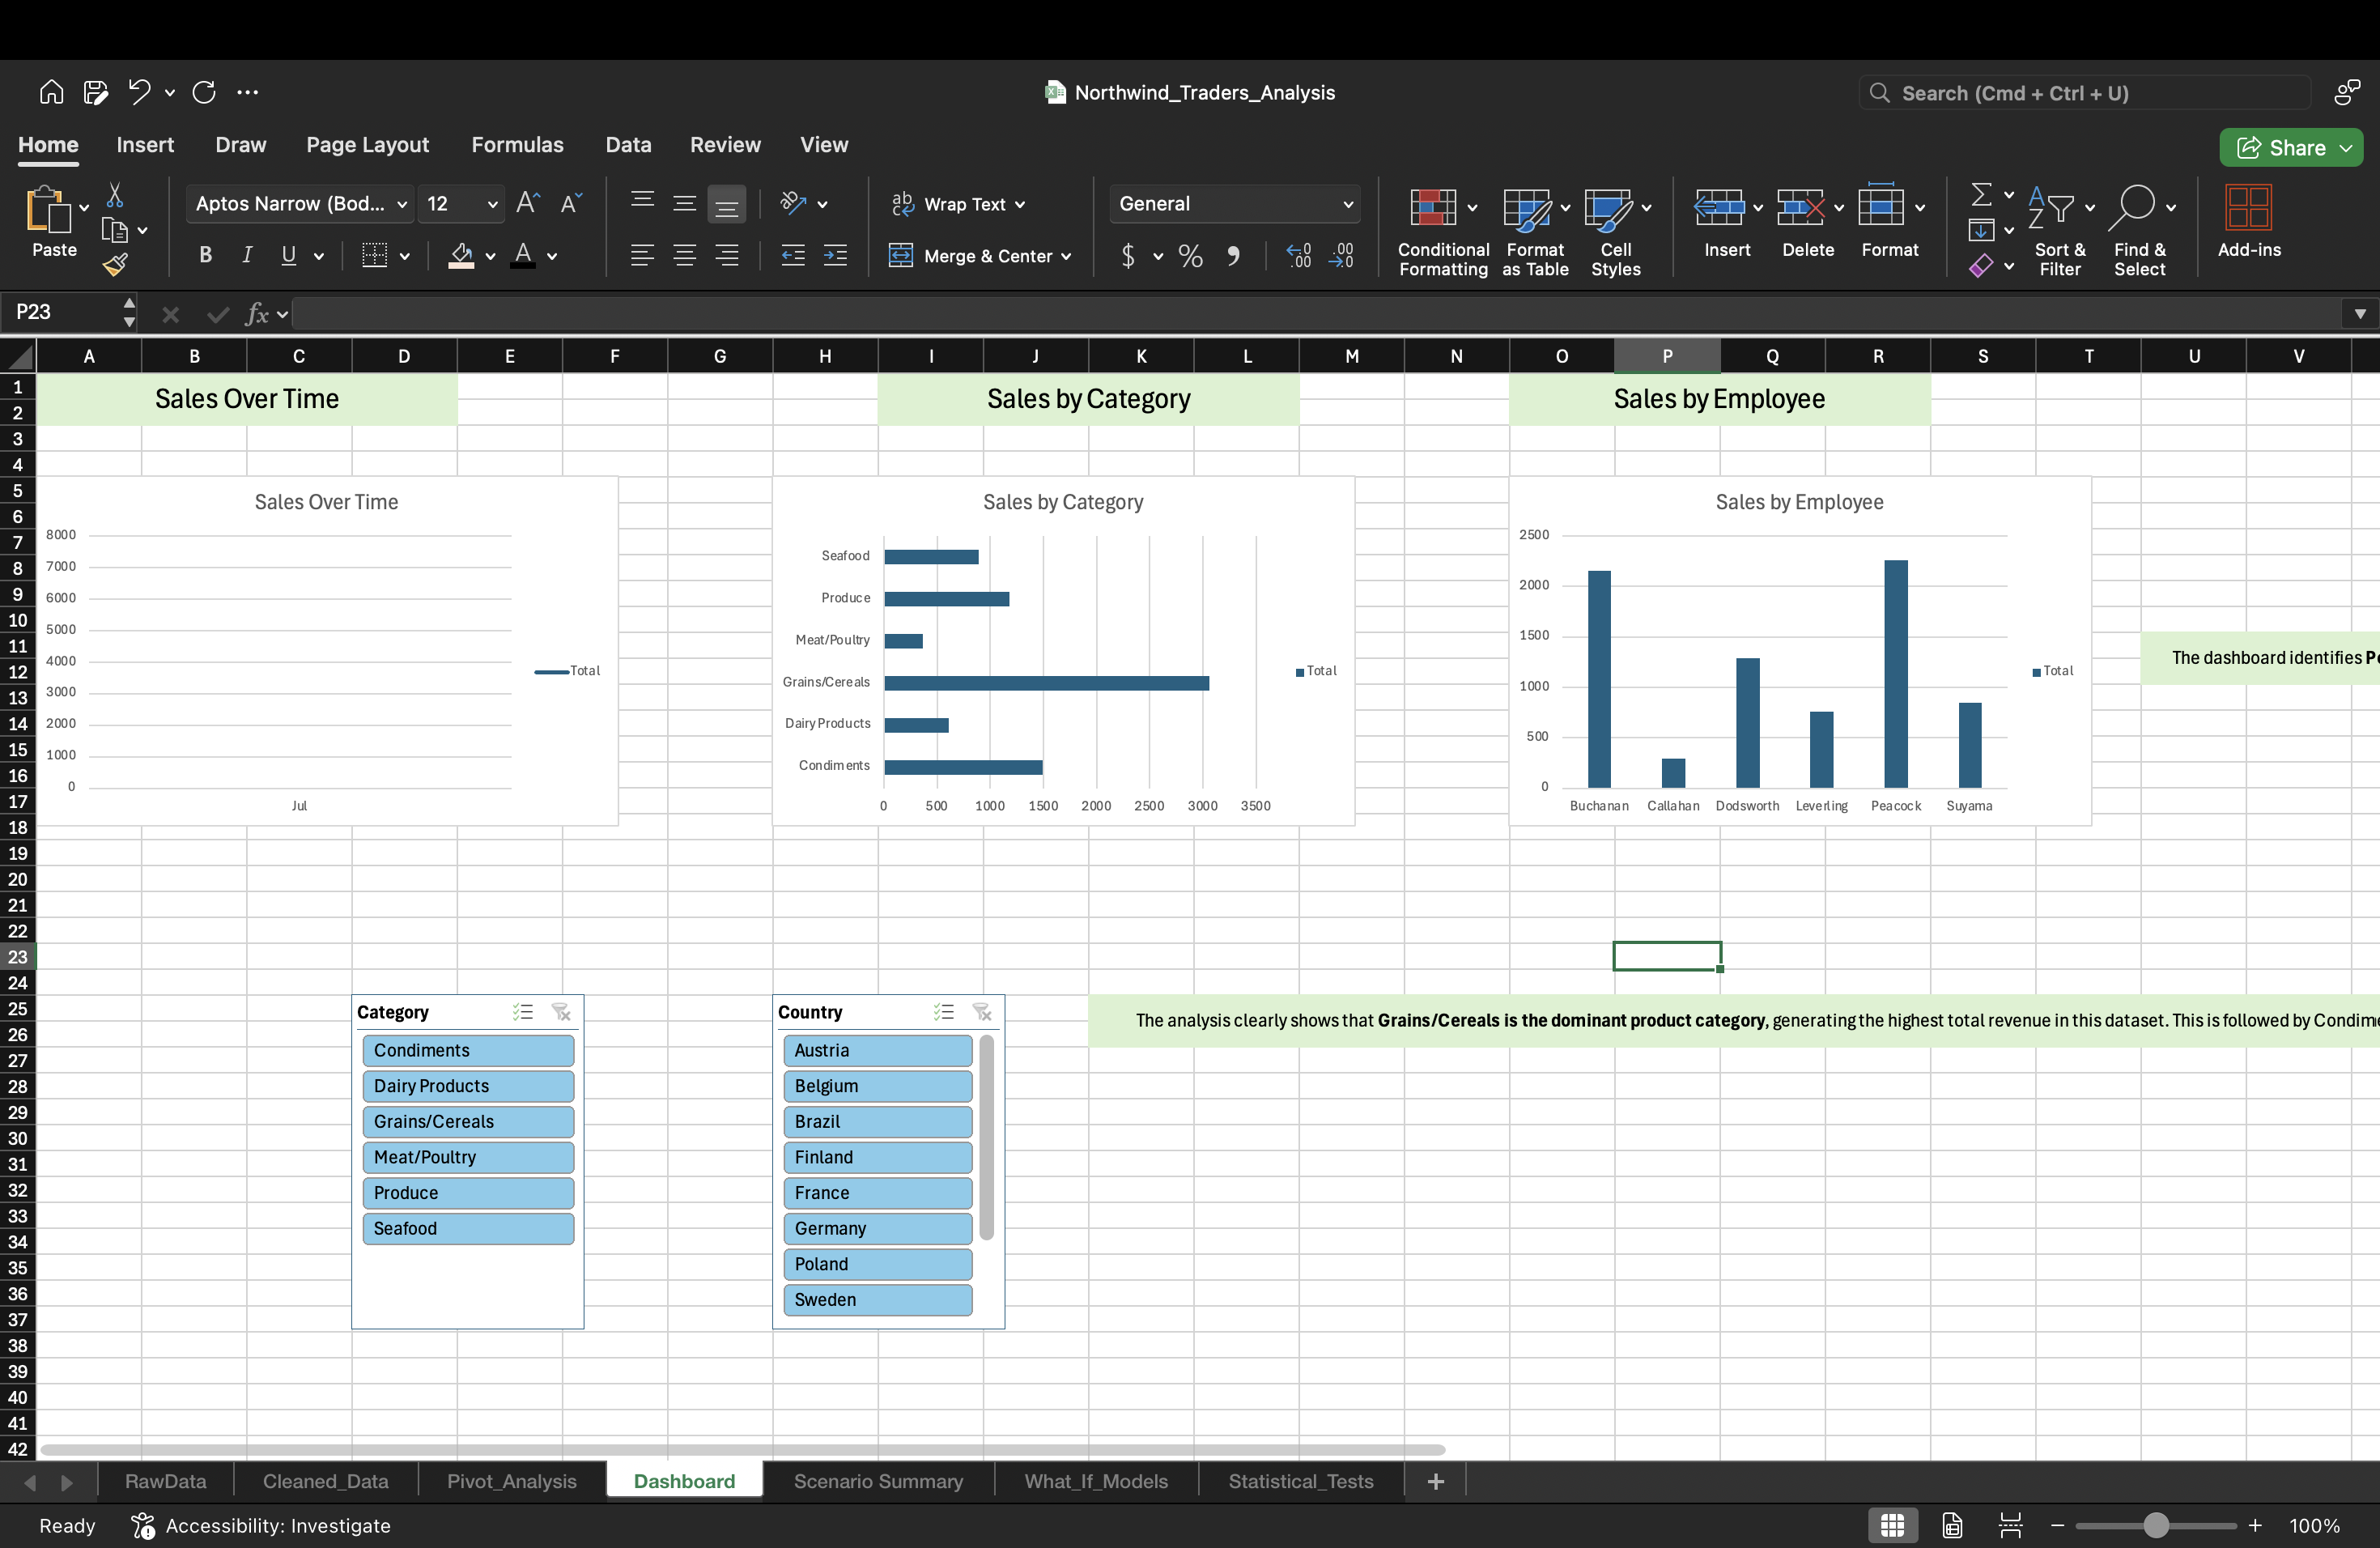 Northwind_Traders_Analysis
Search (Cmd + Ctrl + U)
Home Insert Draw Page Layout Formulas Data Review View
Share
Paste
Aptos Narrow (Bod... 12
B I U
Wrap Text
Merge & Center
General
$ %
Conditional Formatting
Format as Table
Cell Styles
Insert
Delete
Format
Sort & Filter
Find & Select
Add-ins
P23
fx
A B C D E F G H I J K L M N O P Q R S T U V
1
2
3
4
5
6
7
8
9
10
11
12
13
14
15
16
17
18
19
20
21
22
23
24
25
26
27
28
29
30
31
32
33
34
35
36
37
38
39
40
41
42
Sales Over Time
Sales by Category
Sales by Employee
Sales Over Time
8000
7000
6000
5000
4000
3000
2000
1000
0
Jul
Total
Sales by Category
Seafood
Produce
Meat/Poultry
Grains/Cereals
Dairy Products
Condiments
0 500 1000 1500 2000 2500 3000 3500
Total
Sales by Employee
2500
2000
1500
1000
500
0
Buchanan Callahan Dodsworth Leverling Peacock Suyama
Total
The dashboard identifies
Category
Condiments
Dairy Products
Grains/Cereals
Meat/Poultry
Produce
Seafood
Country
Austria
Belgium
Brazil
Finland
France
Germany
Poland
Sweden
The analysis clearly shows that Grains/Cereals is the dominant product category, generating the highest total revenue in this dataset. This is followed by
RawData Cleaned_Data Pivot_Analysis Dashboard Scenario Summary What_If_Models Statistical_Tests +
Ready Accessibility: Investigate
100%